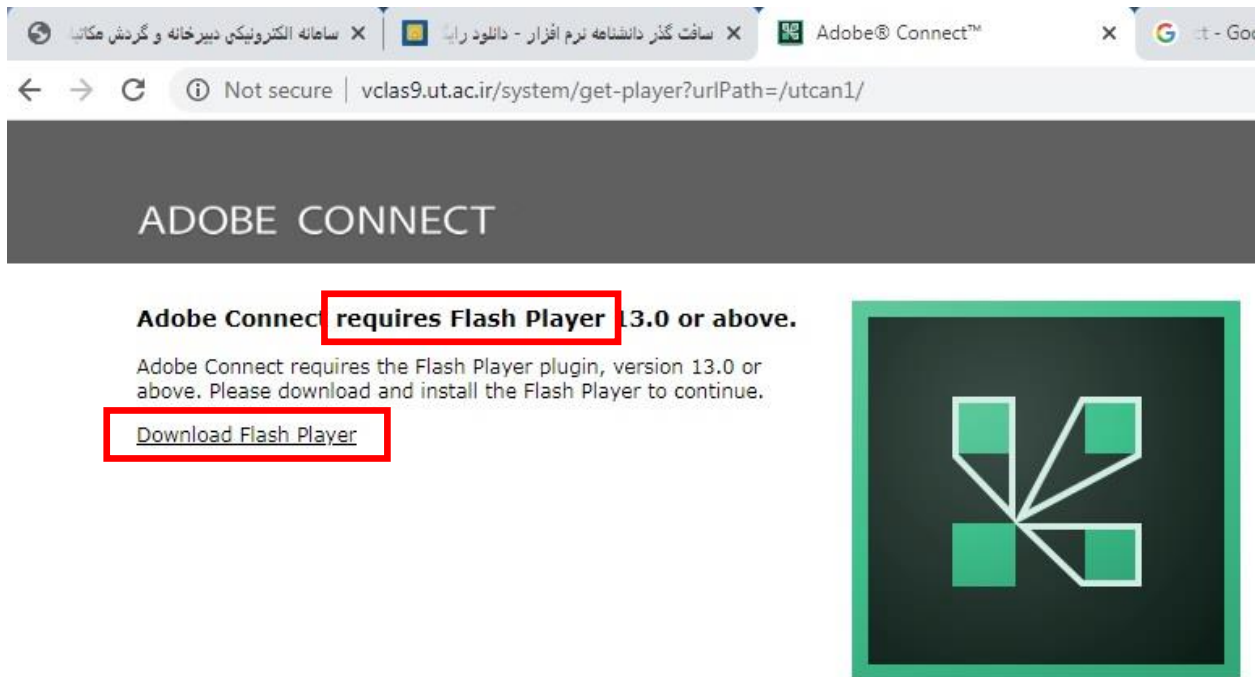 سامانه الکترونیکی دبیرخانه و گردش مکاتبا
سافت گذر دانشنامه نرم افزار - دانلود رایگ
Adobe® Connect™
t - Goo
Not secure | vclas9.ut.ac.ir/system/get-player?urlPath=/utcan1/
ADOBE CONNECT
Adobe Connect requires Flash Player 13.0 or above.
Adobe Connect requires the Flash Player plugin, version 13.0 or
above. Please download and install the Flash Player to continue.
Download Flash Player